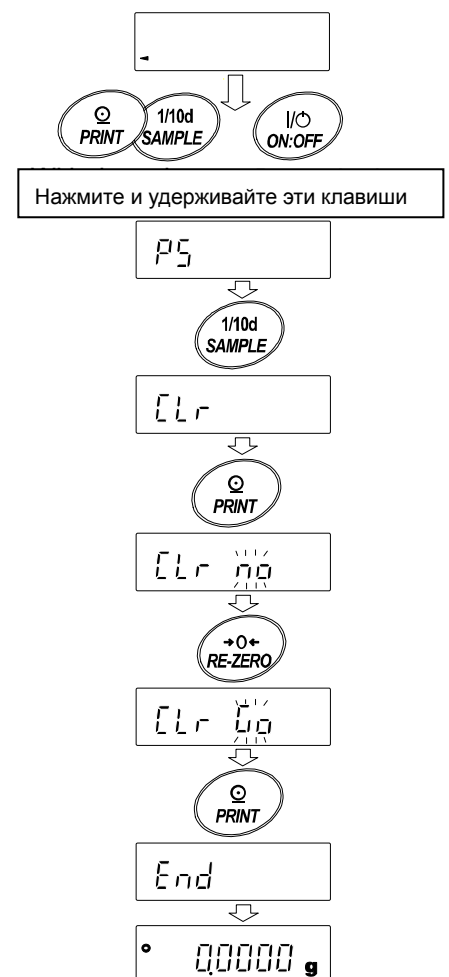 PRINT
1/10d
SAMPLE
I/
ON:OFF
Нажмите и удерживайте эти клавиши
PS
1/10d
SAMPLE
CLr
PRINT
CLr no
→0←
RE-ZERO
CLr Go
PRINT
End
0.0000 g